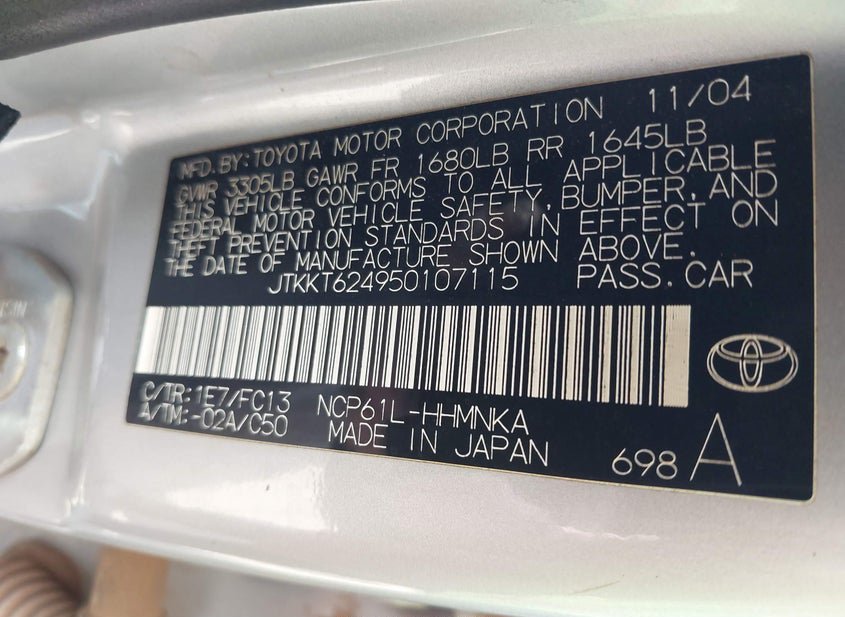 MFD. BY: TOYOTA MOTOR CORPORATION 11/04
GVWR 3305LB GAWR FR 1680LB RR 1645LB
THIS VEHICLE CONFORMS TO ALL APPLICABLE
FEDERAL MOTOR VEHICLE SAFETY, BUMPER, AND
THEFT PREVENTION STANDARDS IN EFFECT ON
THE DATE OF MANUFACTURE SHOWN ABOVE.
JTKKT624950107115 PASS. CAR
C/TR: 1E7/FC13 NCP61L-HHMNKA
A/TM: -02A/C50 MADE IN JAPAN
698 A